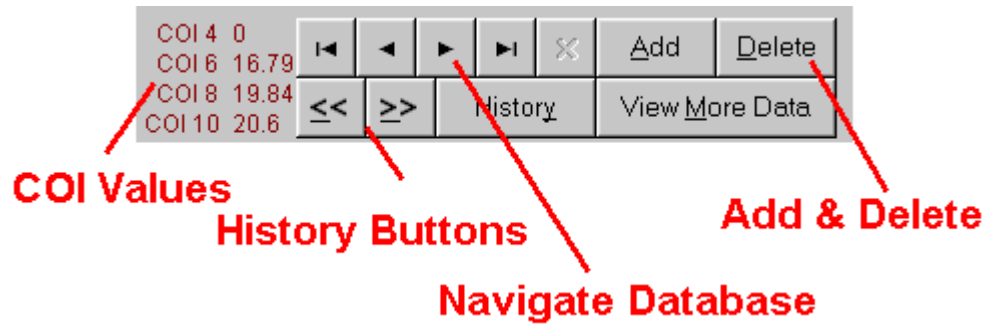 COI 4 0
COI 6 16.79
COI 8 19.84
COI 10 20.6
Add
Delete
<<
>>
History
View More Data
COI Values
History Buttons
Add & Delete
Navigate Database